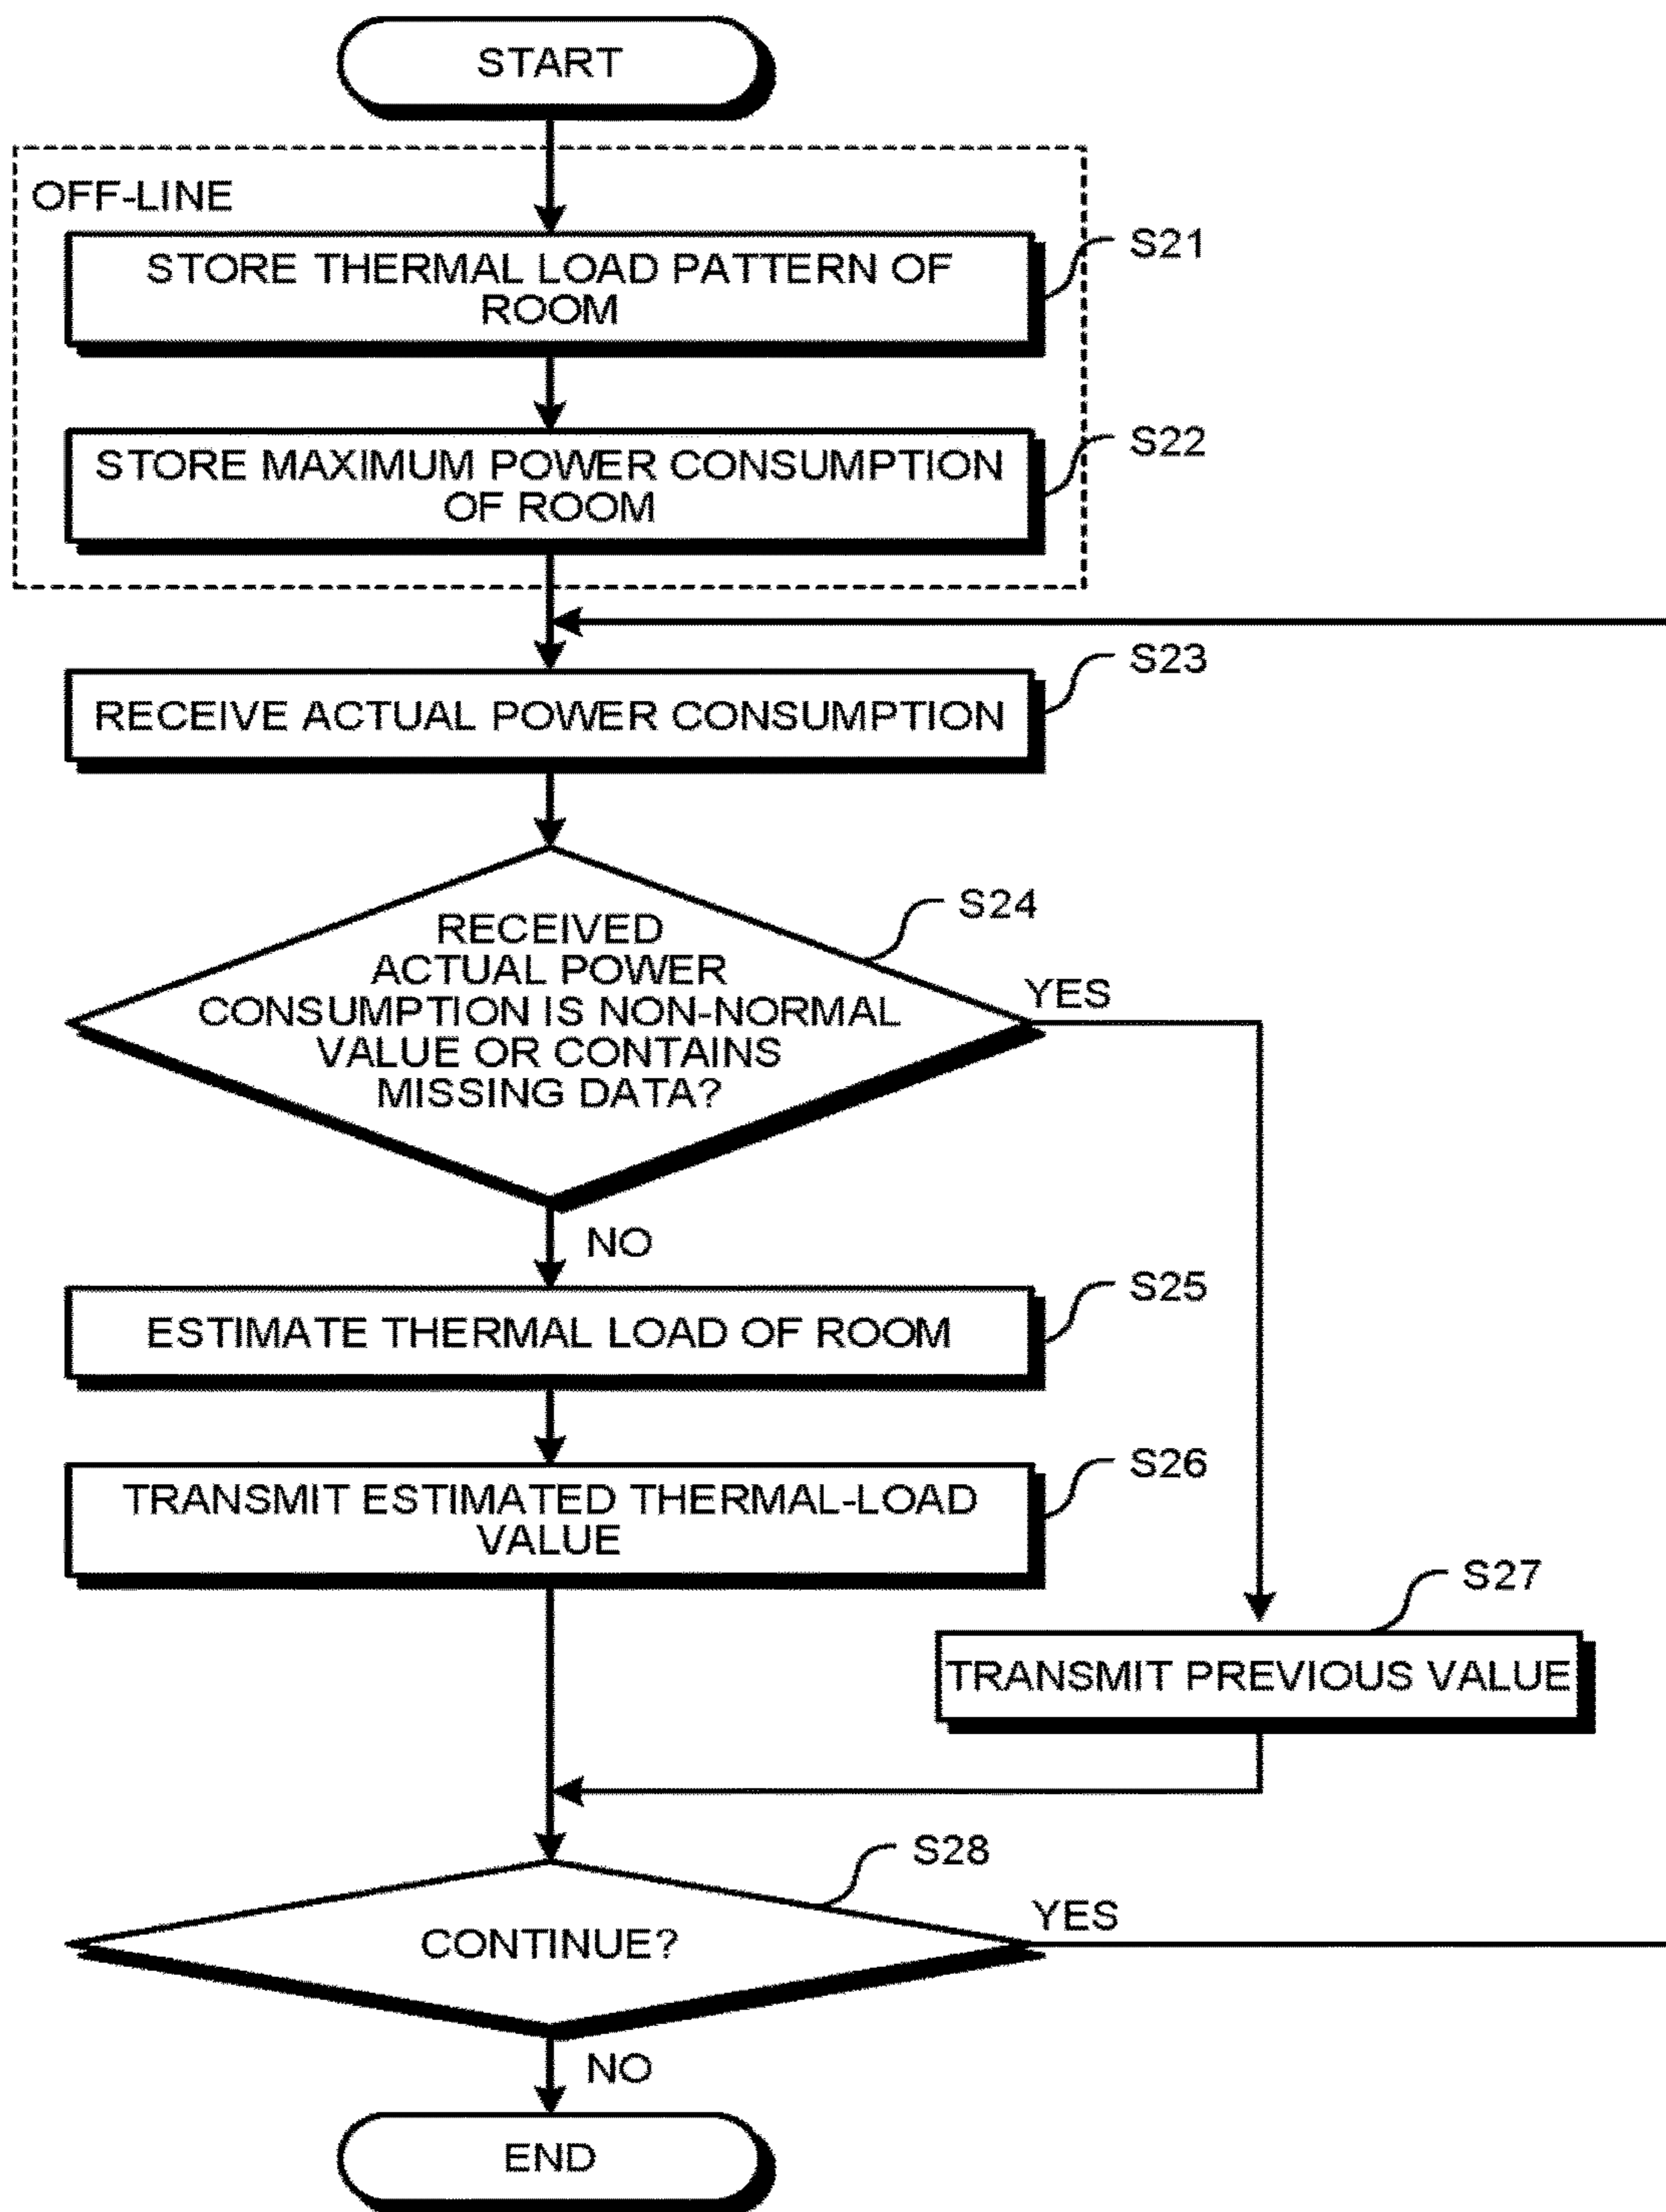 START
OFF-LINE
STORE THERMAL LOAD PATTERN OF
ROOM
S21
STORE MAXIMUM POWER CONSUMPTION
OF ROOM
S22
RECEIVE ACTUAL POWER CONSUMPTION
S23
RECEIVED
ACTUAL POWER
CONSUMPTION IS NON-NORMAL
VALUE OR CONTAINS
MISSING DATA?
S24
YES
NO
ESTIMATE THERMAL LOAD OF ROOM
S25
TRANSMIT ESTIMATED THERMAL-LOAD
VALUE
S26
S27
TRANSMIT PREVIOUS VALUE
S28
CONTINUE?
YES
NO
END